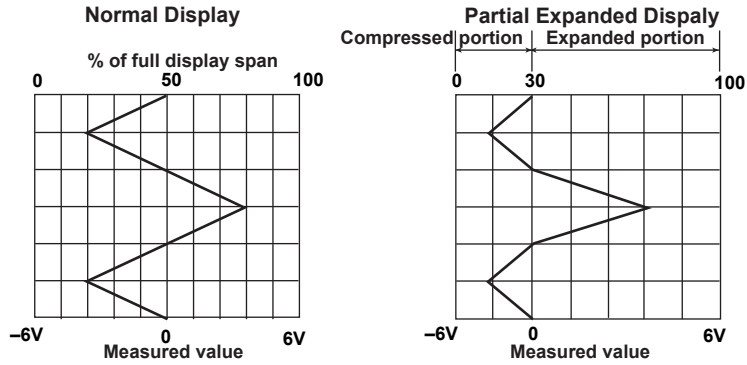 Normal Display
% of full display span
0 50 100
–6V 0 6V
Measured value
Partial Expanded Dispaly
Compressed portion Expanded portion
0 30 100
–6V 0 6V
Measured value